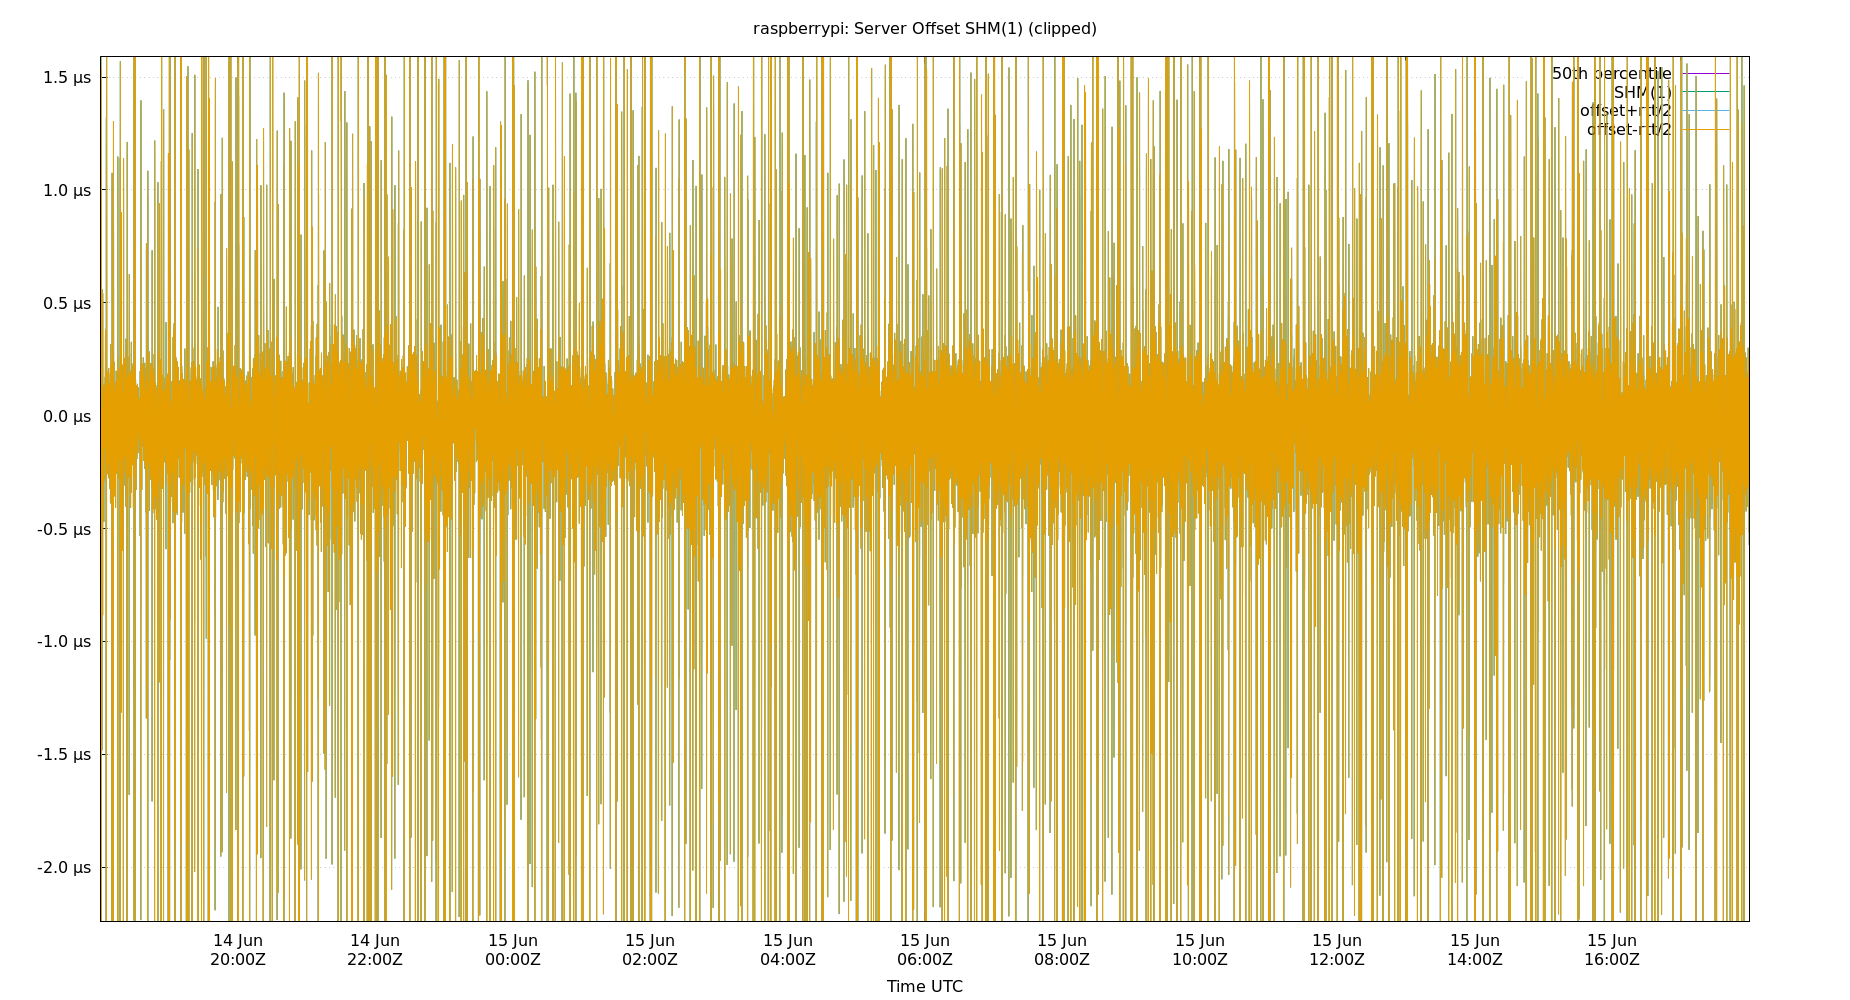 raspberrypi: Server Offset SHM(1) (clipped)
1.5 µs
1.0 µs
0.5 µs
0.0 µs
-0.5 µs
-1.0 µs
-1.5 µs
-2.0 µs
50th percentile
SHM(1)
offset+rtt/2
offset-rtt/2
14 Jun 14 Jun 15 Jun 15 Jun 15 Jun 15 Jun 15 Jun 15 Jun 15 Jun 15 Jun 15 Jun
20:00Z 22:00Z 00:00Z 02:00Z 04:00Z 06:00Z 08:00Z 10:00Z 12:00Z 14:00Z 16:00Z
Time UTC